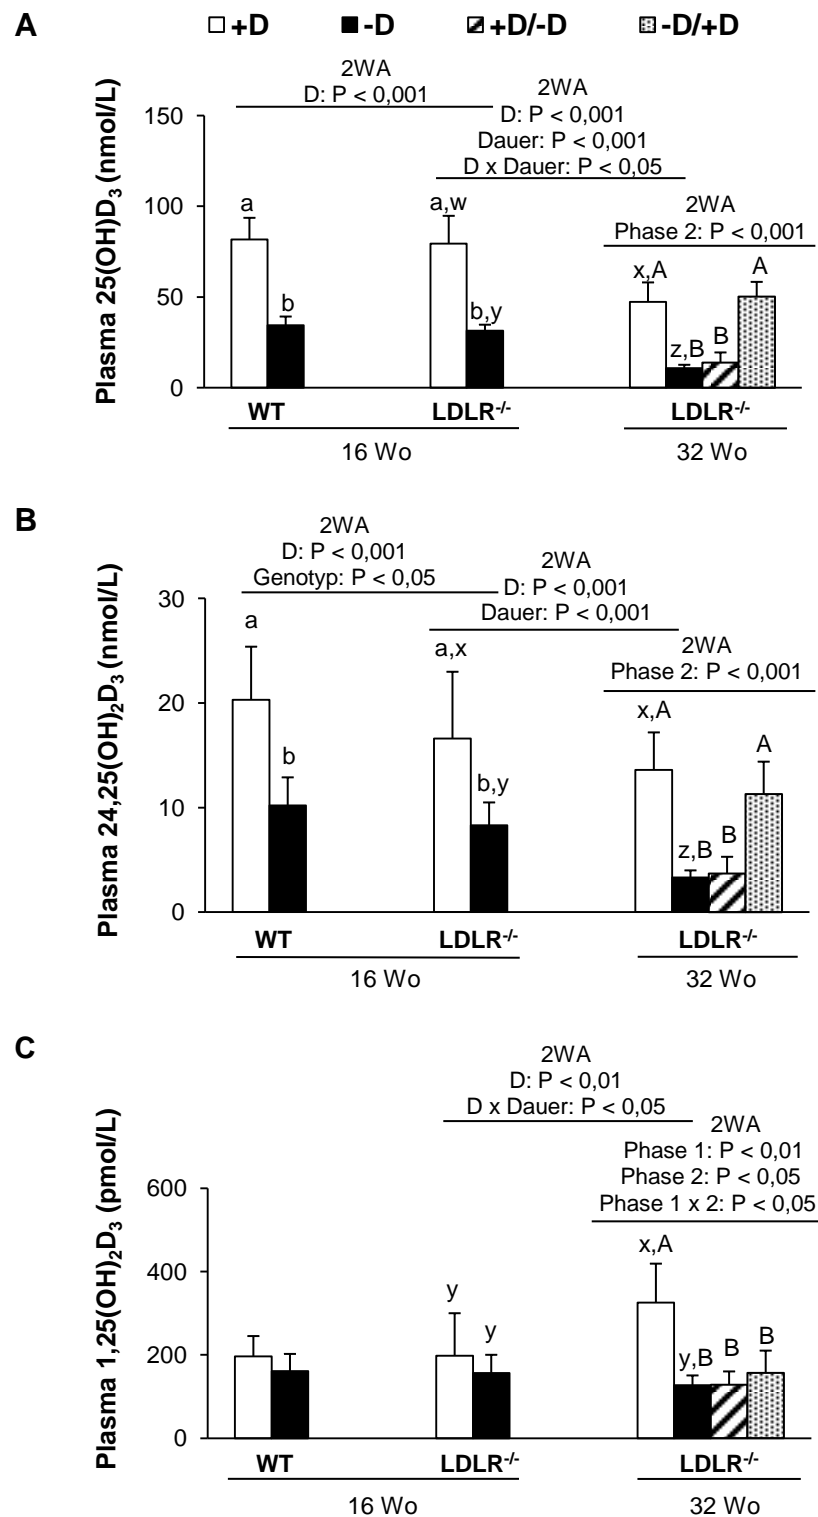 A
+D -D +D/-D -D/+D
2WA
D: P < 0,001
2WA
D: P < 0,001
Dauer: P < 0,001
D x Dauer: P < 0,05
2WA
Phase 2: P < 0,001
Plasma 25(OH)D₃ (nmol/L)
150
100
50
0
a
b
a,w
b,y
x,A
z,B
B
A
WT LDLR⁻/⁻ LDLR⁻/⁻
16 Wo 32 Wo
B
2WA
D: P < 0,001
Genotyp: P < 0,05
2WA
D: P < 0,001
Dauer: P < 0,001
2WA
Phase 2: P < 0,001
Plasma 24,25(OH)₂D₃ (nmol/L)
30
20
10
0
a
b
a,x
b,y
x,A
z,B
B
A
WT LDLR⁻/⁻ LDLR⁻/⁻
16 Wo 32 Wo
C
2WA
D: P < 0,01
D x Dauer: P < 0,05
2WA
Phase 1: P < 0,01
Phase 2: P < 0,05
Phase 1 x 2: P < 0,05
Plasma 1,25(OH)₂D₃ (pmol/L)
600
400
200
0
y
y
x,A
y,B
B
B
WT LDLR⁻/⁻ LDLR⁻/⁻
16 Wo 32 Wo